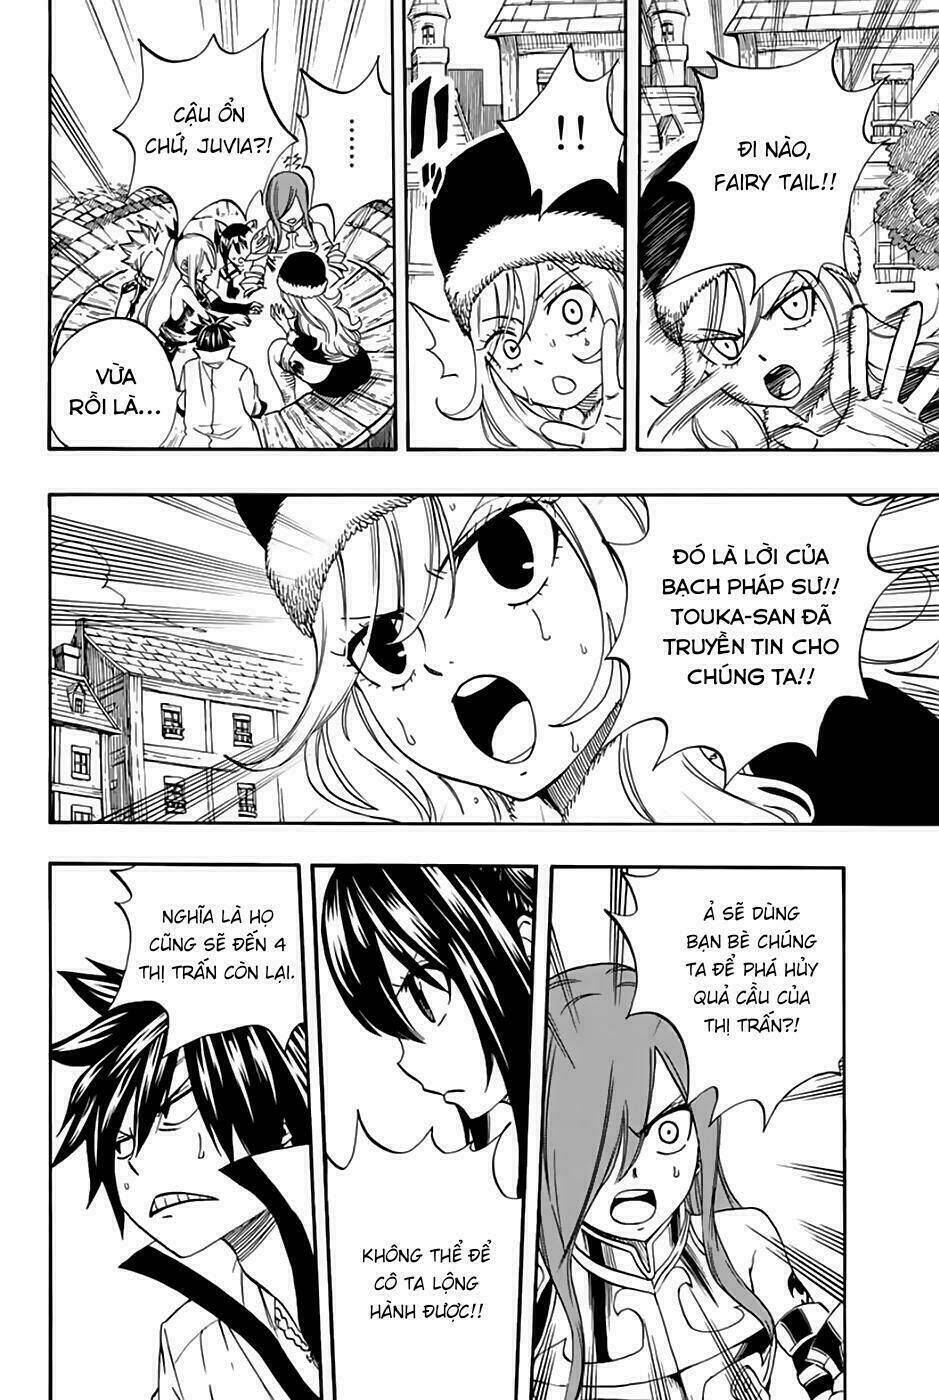 ĐI NÀO,
FAIRY TAIL!!
!!
......
CẬU ỔN
CHỨ, JUVIA?!
VỪA
RỒI LÀ...
ĐÓ LÀ LỜI CỦA
BẠCH PHÁP SƯ!!
TOUKA-SAN ĐÃ
TRUYỀN TIN CHO
CHÚNG TA!!
Ả SẼ DÙNG
BẠN BÈ CHÚNG
TA ĐỂ PHÁ HỦY
QUẢ CẦU CỦA
THỊ TRẤN?!
KHÔNG THỂ ĐỂ
CÔ TA LỘNG
HÀNH ĐƯỢC!!
NGHĨA LÀ HỌ
CŨNG SẼ ĐẾN 4
THỊ TRẤN CÒN LẠI.